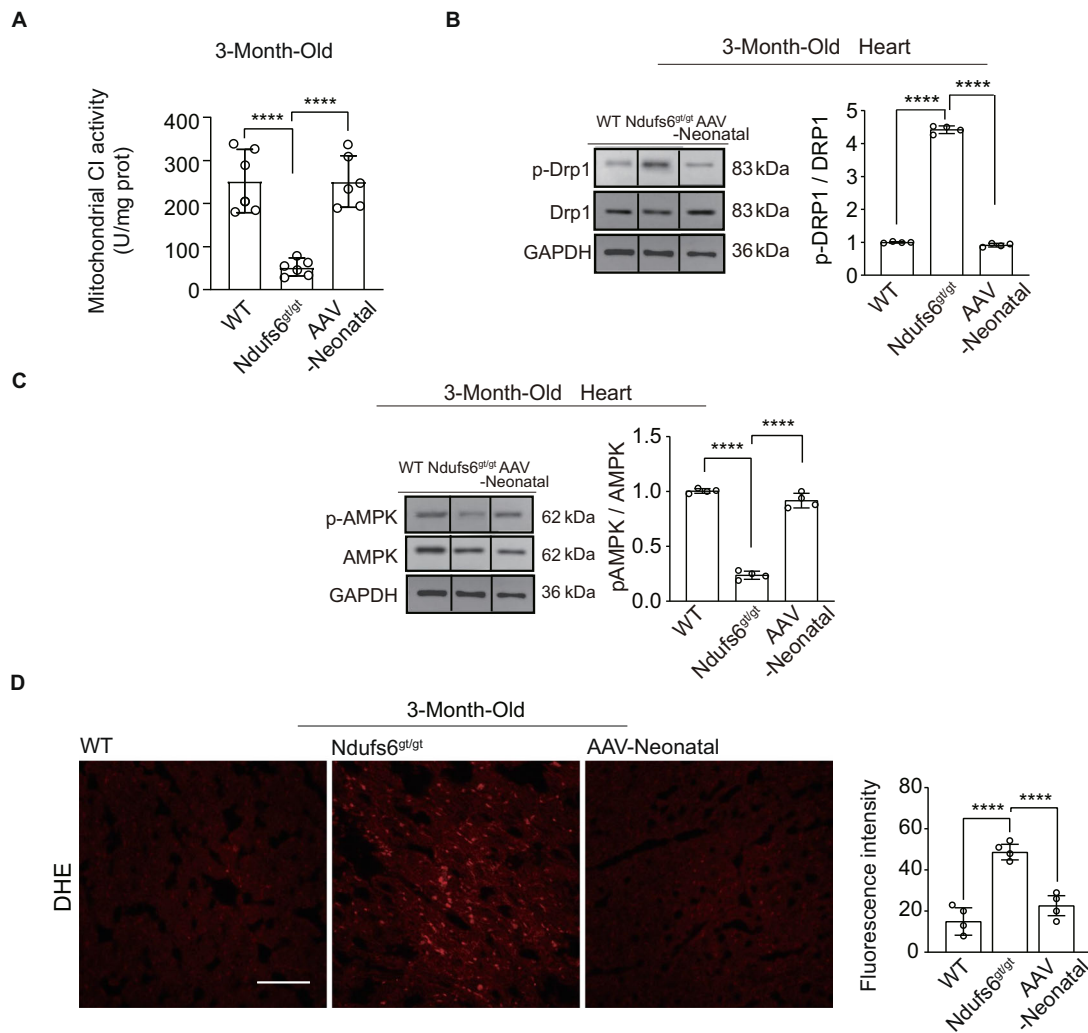 A
3-Month-Old
Mitochondrial CI activity
(U/mg prot)
400
300
200
100
0
****
****
WT
Ndufs6gt/gt
AAV
-Neonatal
B
3-Month-Old Heart
WT Ndufs6gt/gt AAV
-Neonatal
p-Drp1
83 kDa
Drp1
83 kDa
GAPDH
36 kDa
p-DRP1 / DRP1
5
4
3
2
1
0
****
****
WT
Ndufs6gt/gt
AAV
-Neonatal
C
3-Month-Old Heart
WT Ndufs6gt/gt AAV
-Neonatal
p-AMPK
62 kDa
AMPK
62 kDa
GAPDH
36 kDa
pAMPK / AMPK
1.5
1.0
0.5
0.0
****
****
WT
Ndufs6gt/gt
AAV
-Neonatal
D
3-Month-Old
WT
Ndufs6gt/gt
AAV-Neonatal
DHE
Fluorescence intensity
80
60
40
20
0
****
****
WT
Ndufs6gt/gt
AAV
-Neonatal